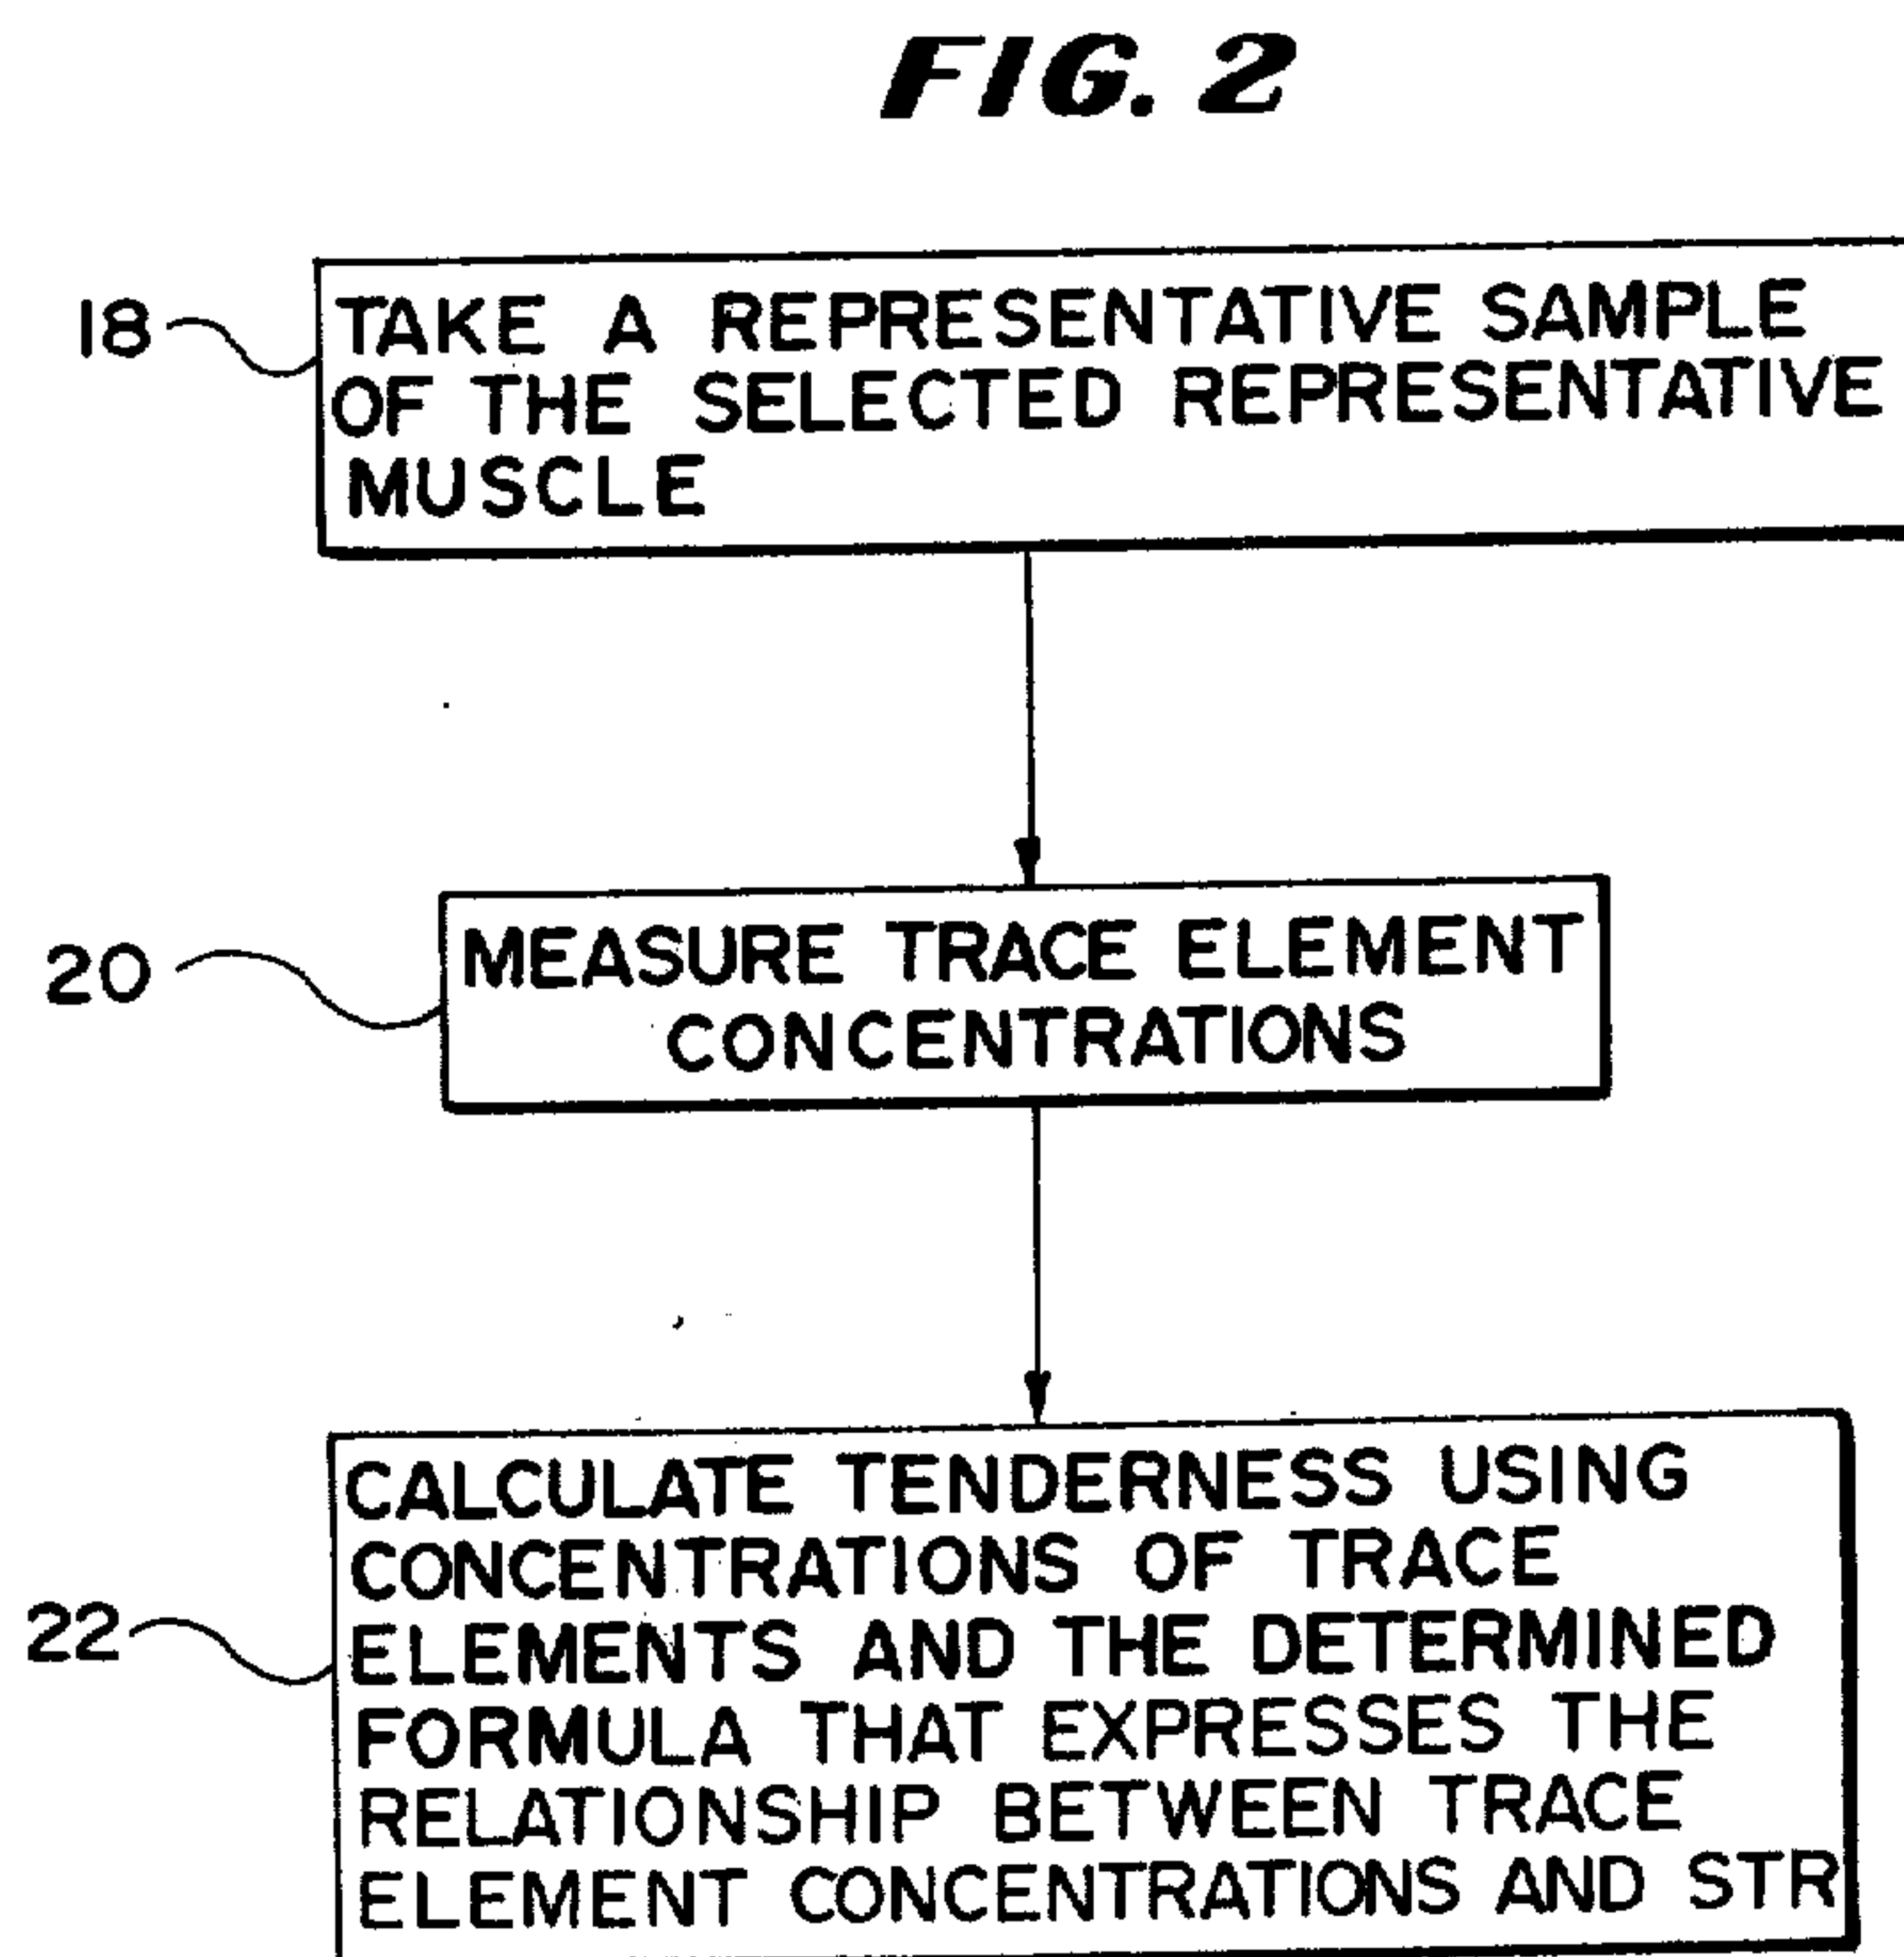 FIG. 2
18
TAKE A REPRESENTATIVE SAMPLE
OF THE SELECTED REPRESENTATIVE
MUSCLE
20
MEASURE TRACE ELEMENT
CONCENTRATIONS
22
CALCULATE TENDERNESS USING
CONCENTRATIONS OF TRACE
ELEMENTS AND THE DETERMINED
FORMULA THAT EXPRESSES THE
RELATIONSHIP BETWEEN TRACE
ELEMENT CONCENTRATIONS AND STR